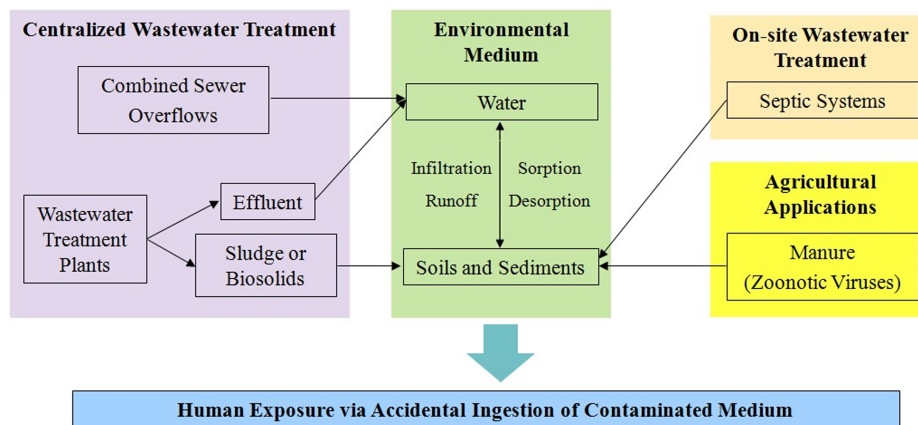 Centralized Wastewater Treatment
Combined Sewer
Overflows
Wastewater
Treatment
Plants
Effluent
Sludge or
Biosolids
Environmental
Medium
Water
Infiltration
Runoff
Sorption
Desorption
Soils and Sediments
On-site Wastewater
Treatment
Septic Systems
Agricultural
Applications
Manure
(Zoonotic Viruses)
Human Exposure via Accidental Ingestion of Contaminated Medium